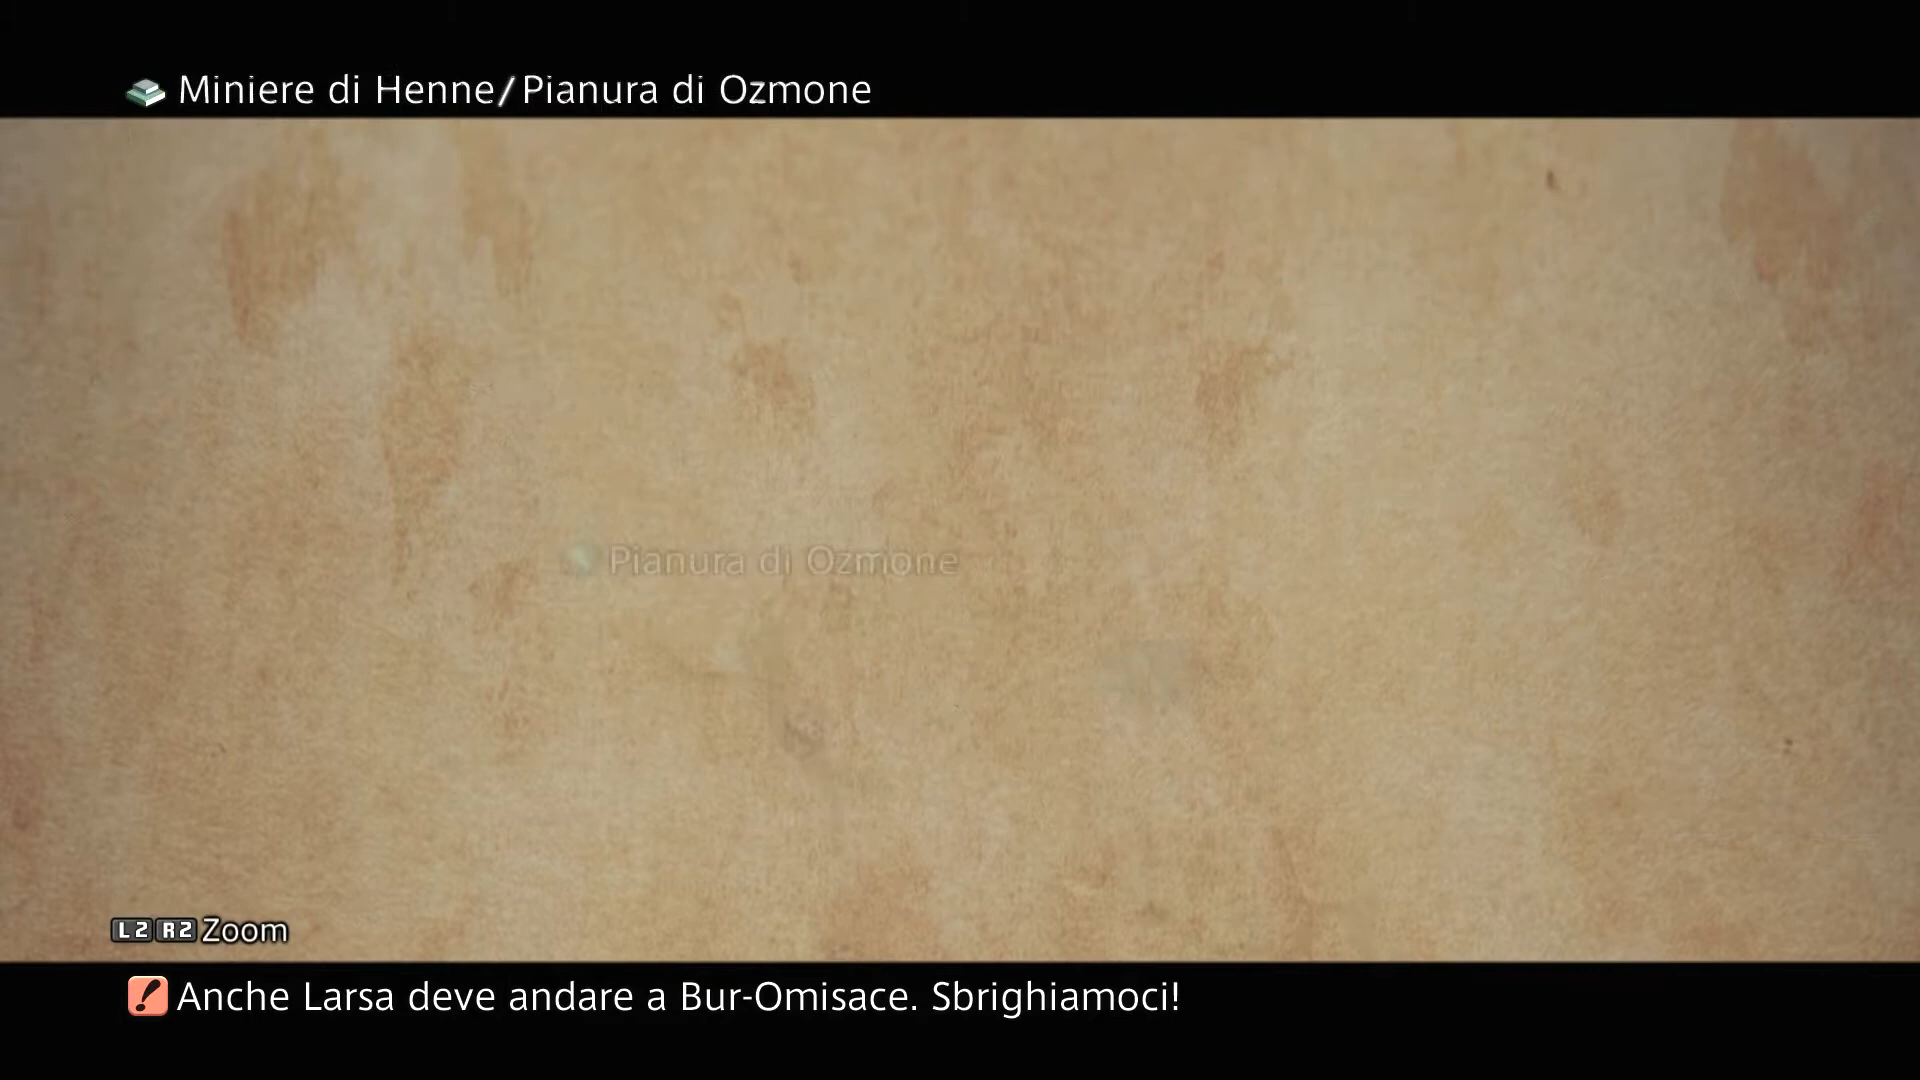 Miniere di Henne/Pianura di Ozmone
Pianura di Ozmone
L2 R2 Zoom
Anche Larsa deve andare a Bur-Omisace. Sbrighiamoci!